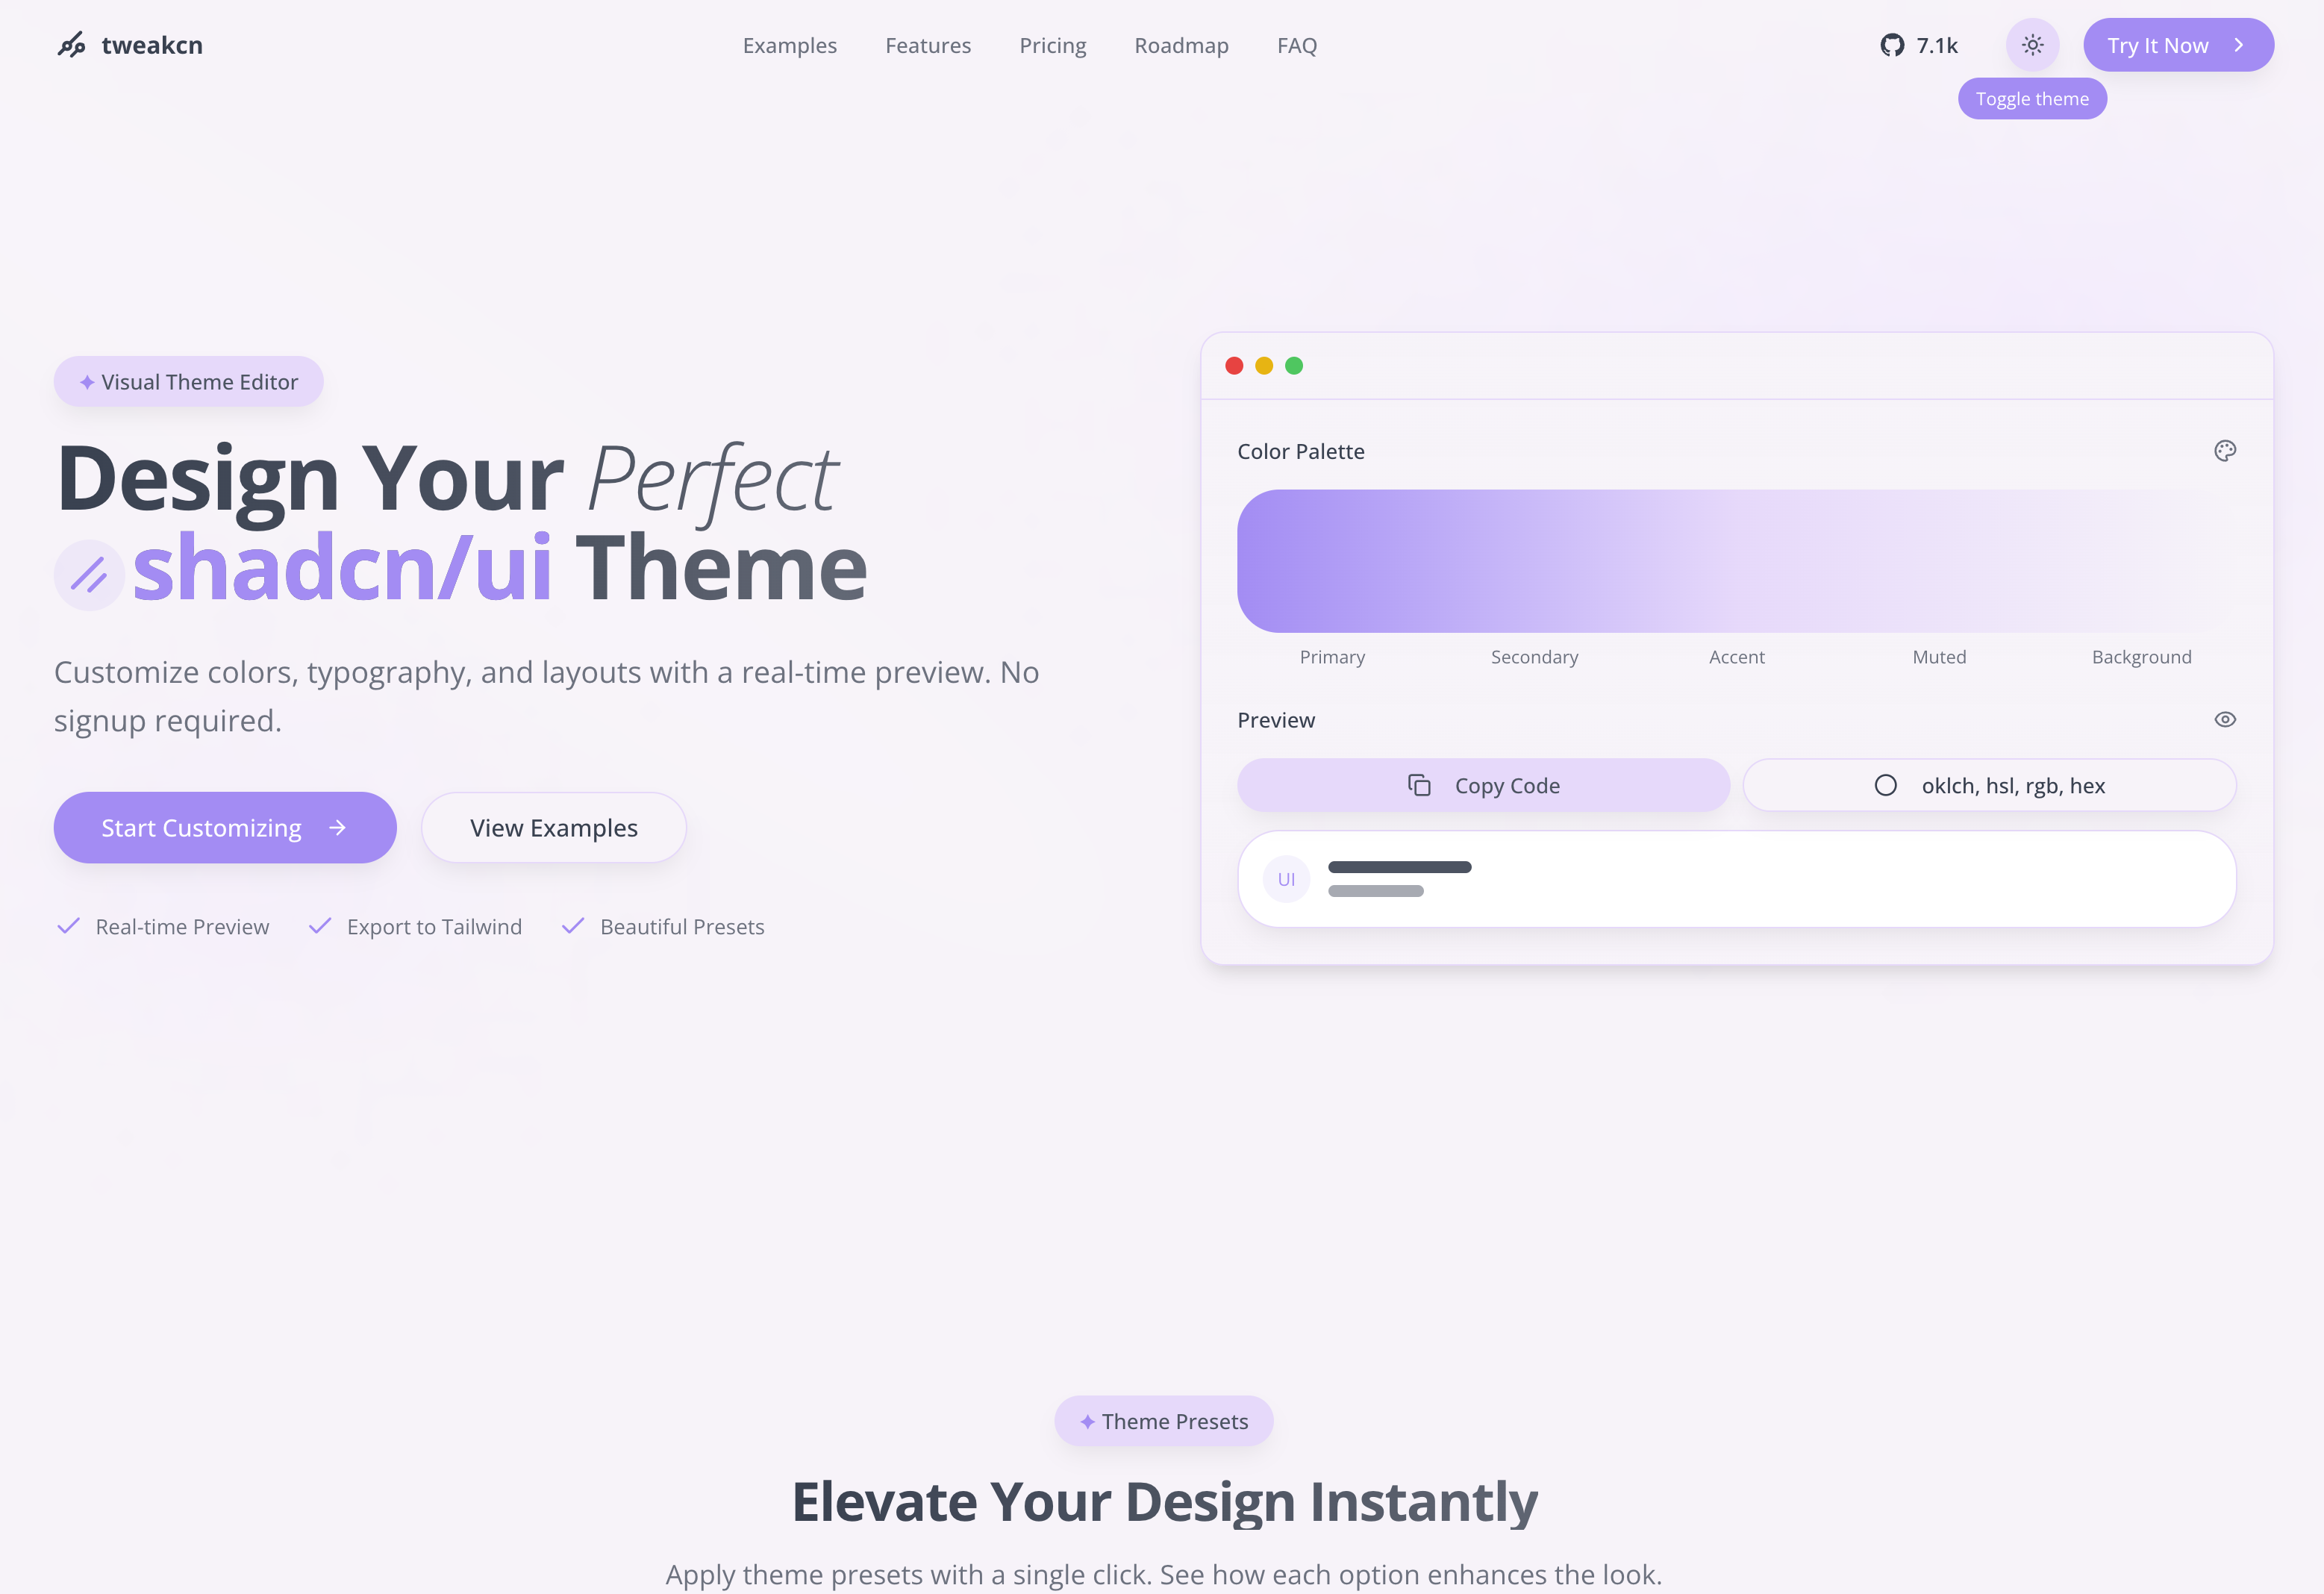 tweakcn
Examples
Features
Pricing
Roadmap
FAQ
7.1k
Try It Now
Toggle theme
Visual Theme Editor
Design Your Perfect
shadcn/ui Theme
Customize colors, typography, and layouts with a real-time preview. No
signup required.
Start Customizing
View Examples
Real-time Preview
Export to Tailwind
Beautiful Presets
Color Palette
Primary
Secondary
Accent
Muted
Background
Preview
Copy Code
oklch, hsl, rgb, hex
UI
Theme Presets
Elevate Your Design Instantly
Apply theme presets with a single click. See how each option enhances the look.